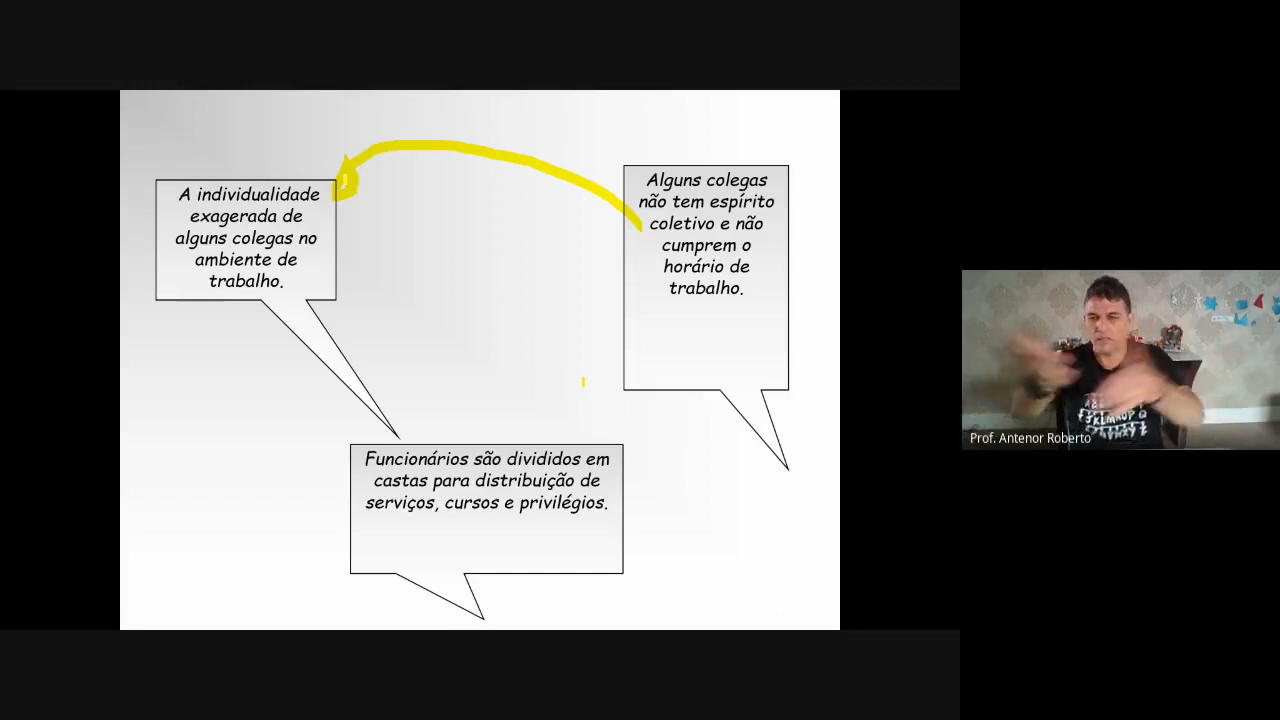 A individualidade
exagerada de
alguns colegas no
ambiente de
trabalho.
Alguns colegas
não tem espírito
coletivo e não
cumprem o
horário de
trabalho.
Funcionários são divididos em
castas para distribuição de
serviços, cursos e privilégios.
Prof. Antenor Roberto